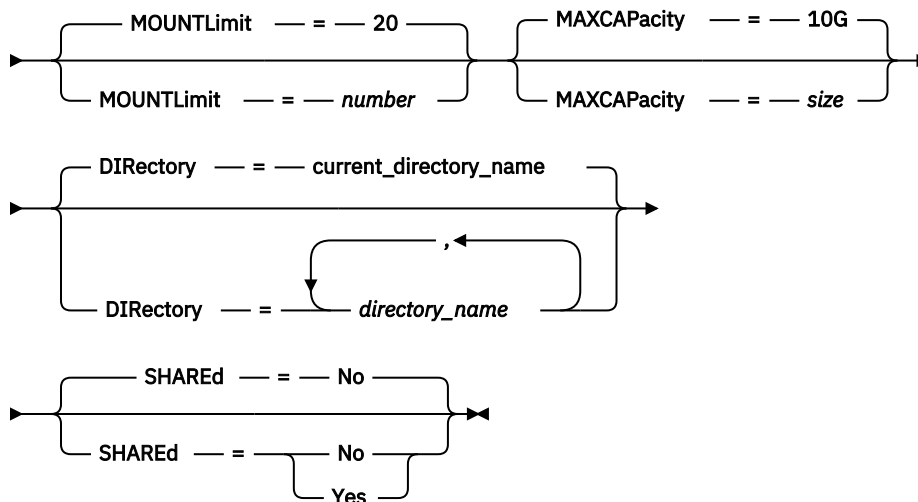 MOUNTLimit = 20 MAXCAPacity = 10G
MOUNTLimit = number MAXCAPacity = size
DIRectory = current_directory_name
,
DIRectory = directory_name
SHAREd = No
SHAREd = No
Yes